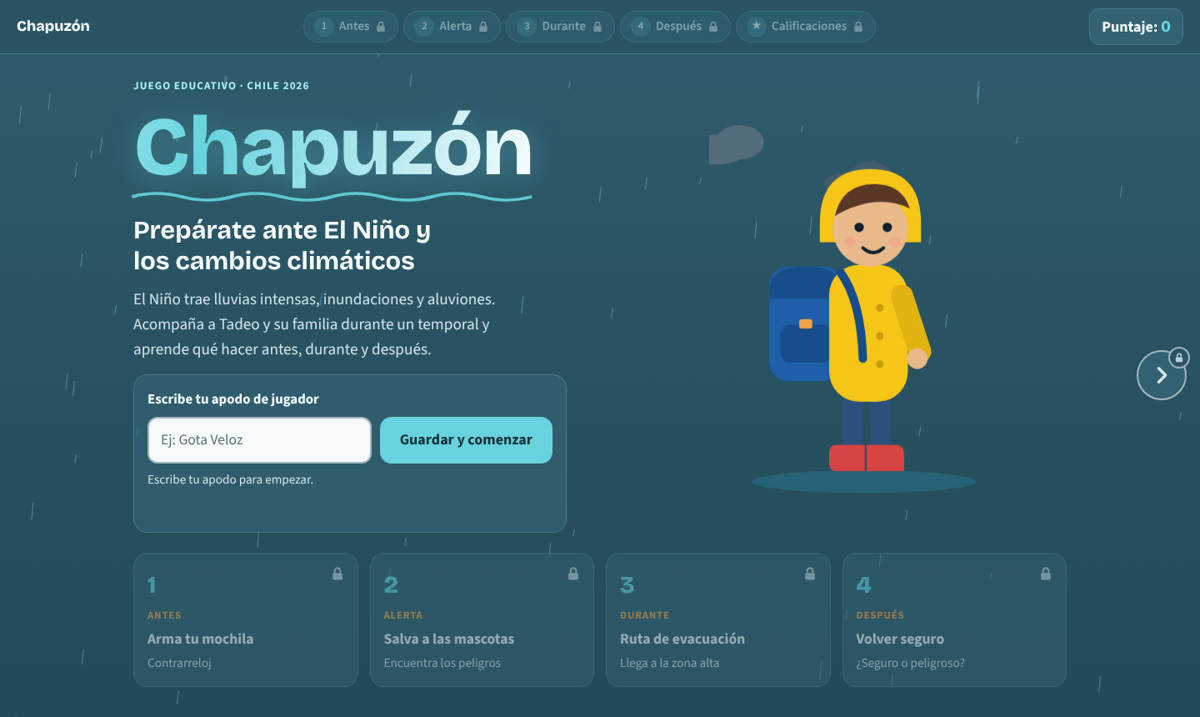 Chapuzón
1 Antes
2 Alerta
3 Durante
4 Después
★ Calificaciones
Puntaje: 0
JUEGO EDUCATIVO · CHILE 2026
Chapuzón
Prepárate ante El Niño y
los cambios climáticos
El Niño trae lluvias intensas, inundaciones y aluviones.
Acompaña a Tadeo y su familia durante un temporal y
aprende qué hacer antes, durante y después.
Escribe tu apodo de jugador
Ej: Gota Veloz
Guardar y comenzar
Escribe tu apodo para empezar.
1
ANTES
Arma tu mochila
Contrarreloj
2
ALERTA
Salva a las mascotas
Encuentra los peligros
3
DURANTE
Ruta de evacuación
Llega a la zona alta
4
DESPUÉS
Volver seguro
¿Seguro o peligroso?